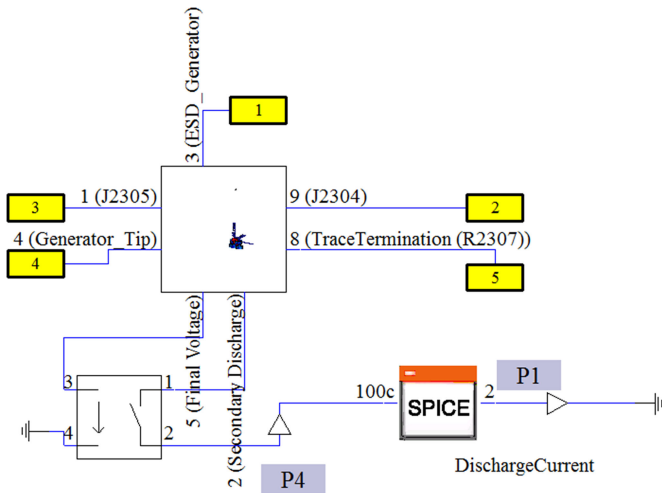 3 (ESD_Generator)
1
3
1 (J2305)
9 (J2304)
2
4 (Generator_Tip)
4
8 (TraceTermination (R2307))
5
5 (Final Voltage)
2 (Secondary Discharge)
3
1
4
2
100c
SPICE
2
P1
P4
DischargeCurrent